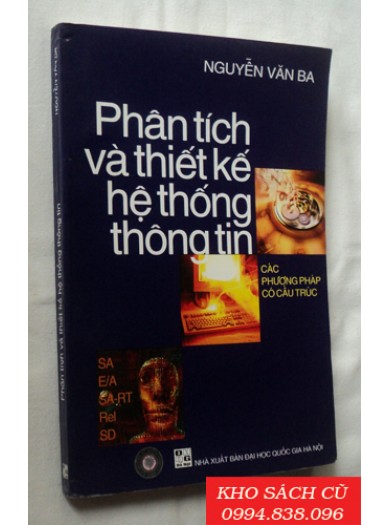 NGUYỄN VĂN BA
Phân tích
và thiết kế
hệ thống
thông tin
CÁC
PHƯƠNG PHÁP
CÓ CẤU TRÚC
SA
E/A
SA-RT
Rel
SD
NHÀ XUẤT BẢN ĐẠI HỌC QUỐC GIA HÀ NỘI
Phân tích và thiết kế hệ thống thông tin
KHO SÁCH CŨ
0994.838.096